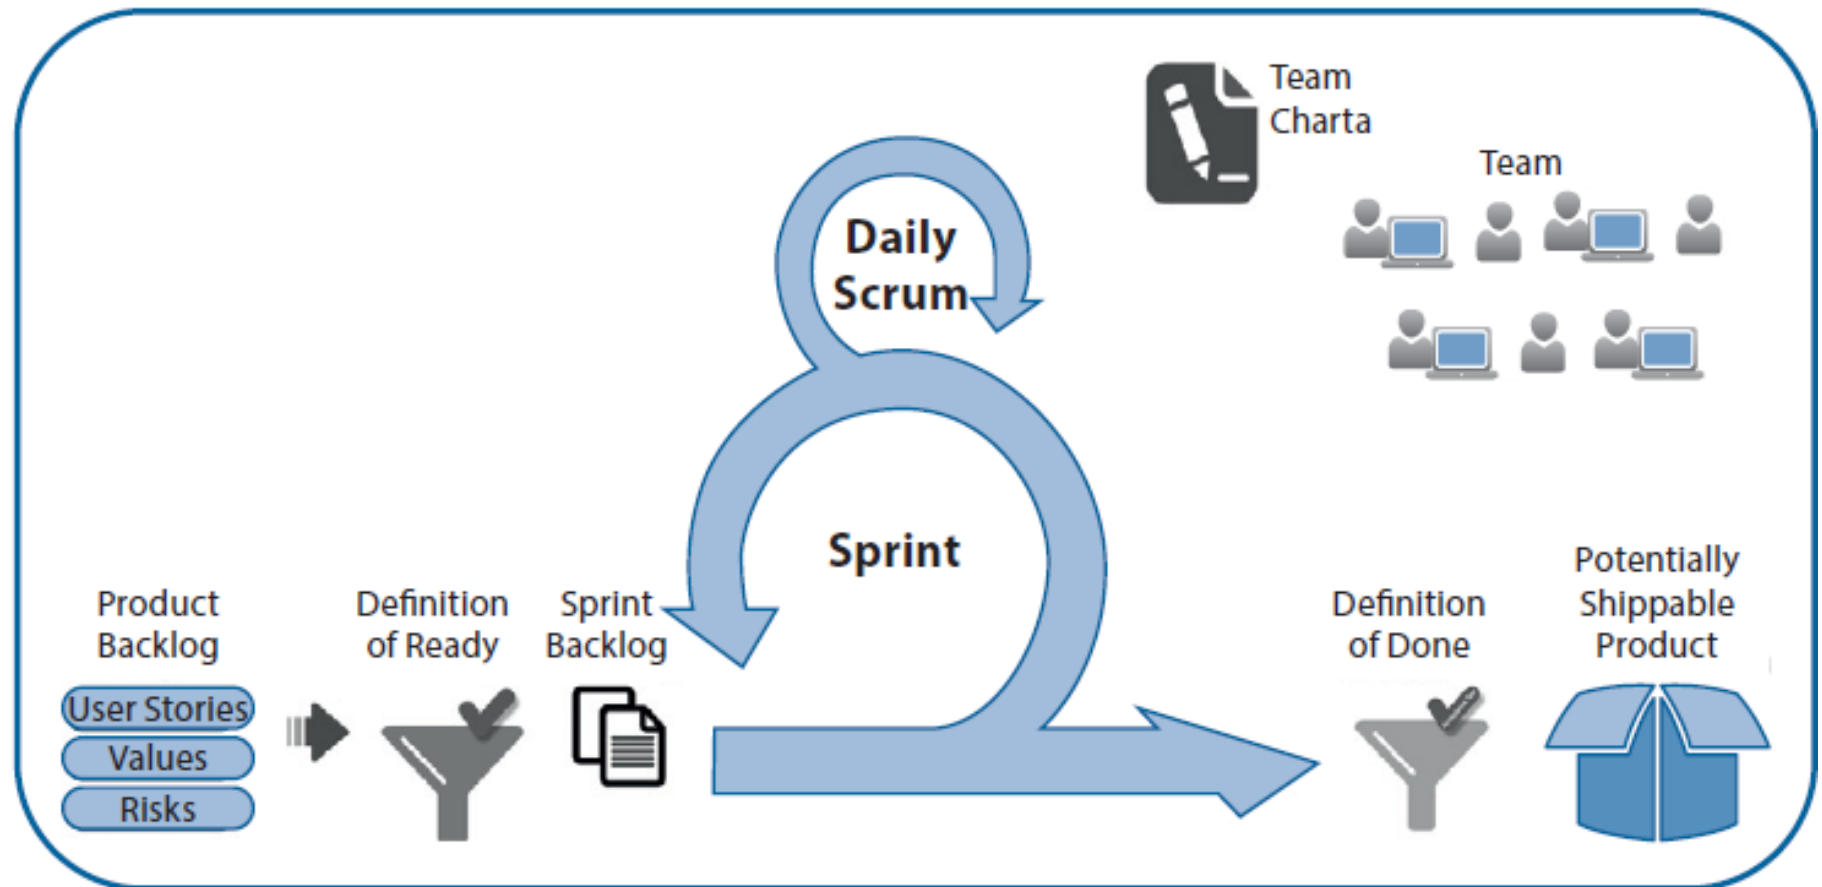 Team
Charta
Team
Daily
Scrum
Sprint
Product
Backlog
User Stories
Values
Risks
Definition
of Ready
Sprint
Backlog
Definition
of Done
Potentially
Shippable
Product